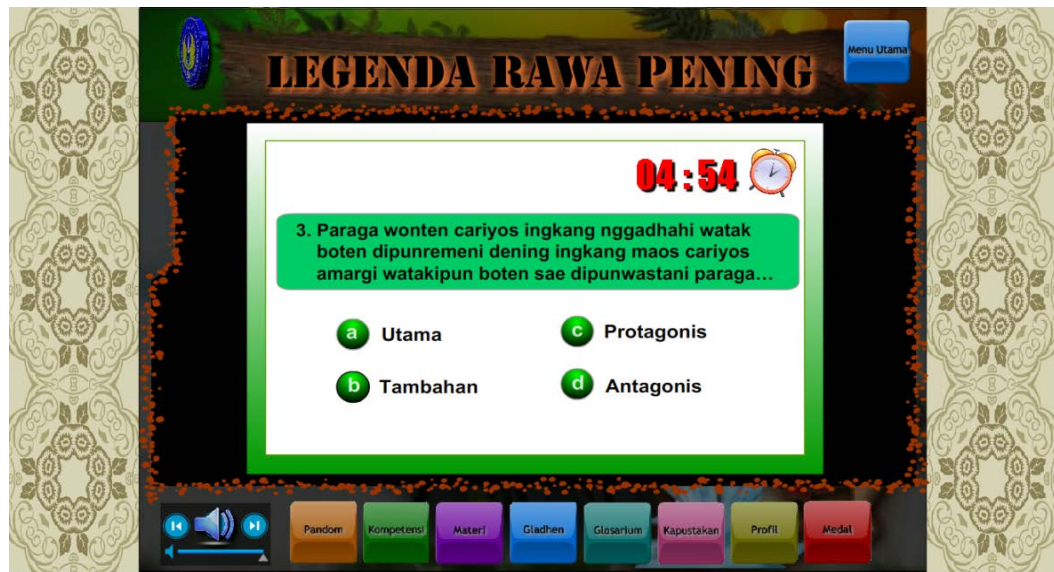 LEGENDA RAWA PENING
Menu Utama
04 : 54
3. Paraga wonten cariyos ingkang nggadhahi watak
boten dipunremeni dening ingkang maos cariyos
amargi watakipun boten sae dipunwastani paraga...
a Utama
c Protagonis
b Tambahan
d Antagonis
Pandom
Kompetensi
Materi
Gladhen
Glosarium
Kapustakan
Profil
Medal